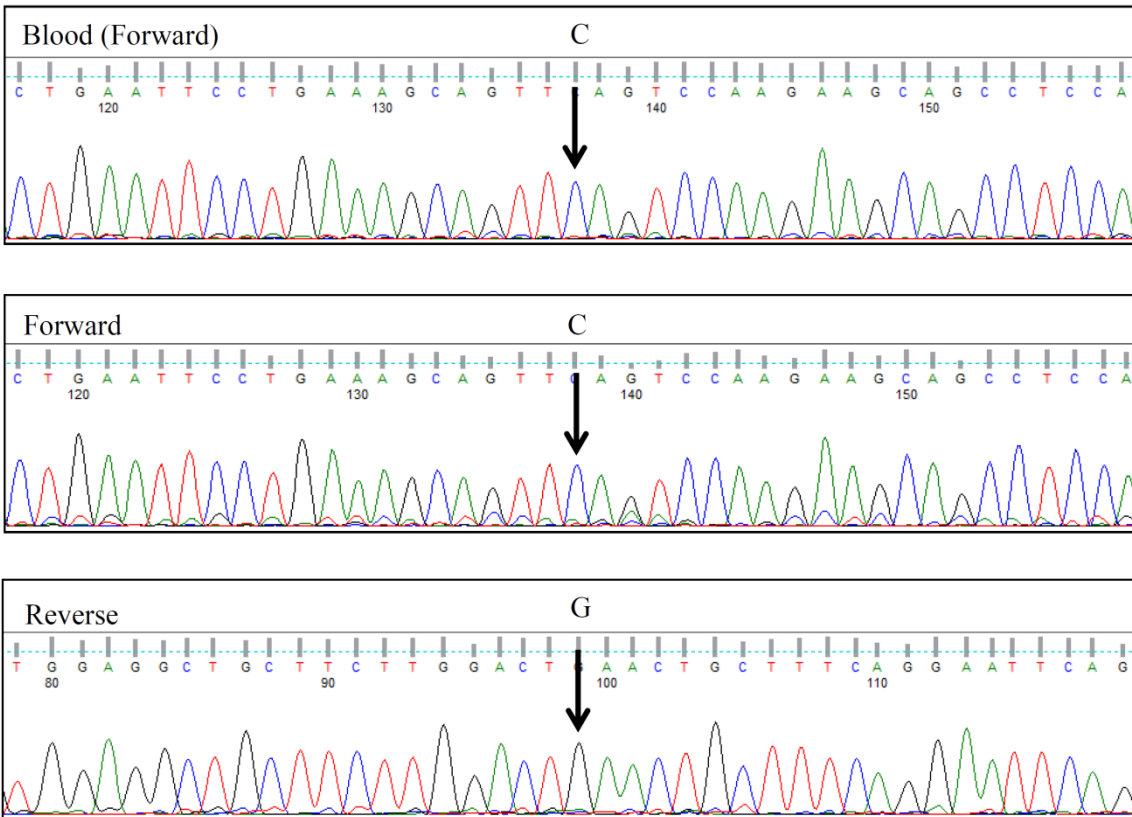 Blood (Forward) C
C T G A A T T C C T G A A A G C A G T T C A G T C C A A G A A G C A G C C T C C A
120 130 140 150
Forward C
C T G A A T T C C T G A A A G C A G T T C A G T C C A A G A A G C A G C C T C C A
120 130 140 150
Reverse G
T G G A G G C T G C T T C T T G G A C T G A A C T G C T T T C A G G A A T T C A G
80 90 100 110